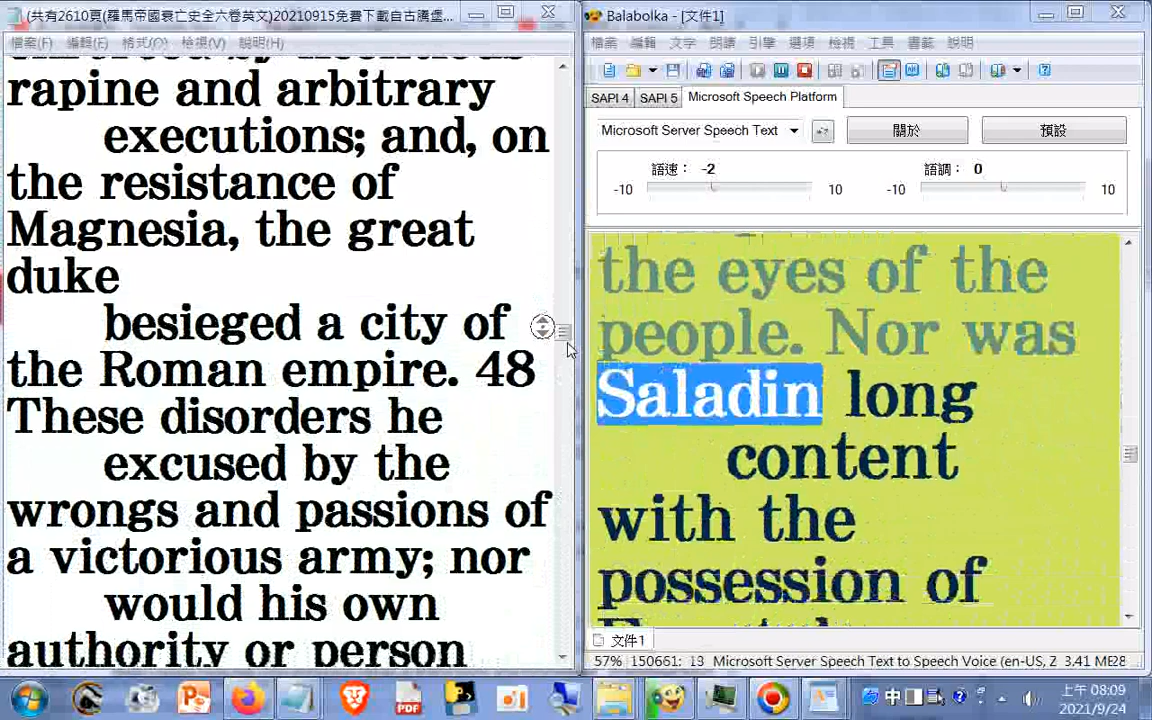 (共有2610頁(羅馬帝國衰亡史全六卷英文)20210915免費下載自古騰堡...
檔案(F) 編輯(E) 格式(O) 檢視(V) 說明(H)
rapine and arbitrary
executions; and, on
the resistance of
Magnesia, the great
duke
besieged a city of
the Roman empire. 48
These disorders he
excused by the
wrongs and passions of
a victorious army; nor
would his own
authority or person
Balabolka - [文件1]
檔案 編輯 文字 朗讀 引擎 選項 檢視 工具 書籤 說明
SAPI 4 SAPI 5 Microsoft Speech Platform
Microsoft Server Speech Text 關於 預設
語速： -2 語調： 0
-10 10 -10 10
the eyes of the
people. Nor was
Saladin long
content
with the
possession of
文件1
57% 150661: 13 Microsoft Server Speech Text to Speech Voice (en-US, Z 3,41 ME28
PDF
中
上午 08:09
2021/9/24